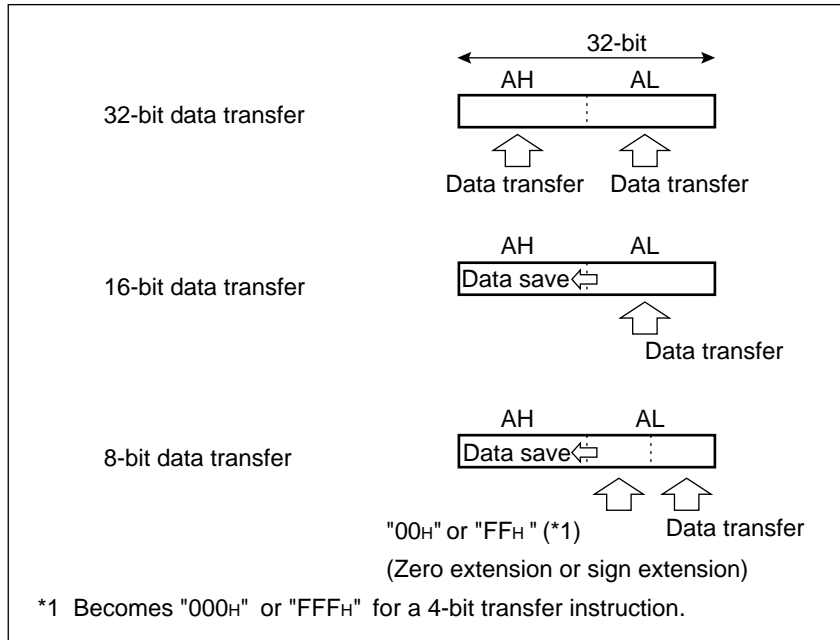 32-bit
AH AL
32-bit data transfer
Data transfer Data transfer
AH AL
16-bit data transfer Data save
Data transfer
AH AL
8-bit data transfer Data save
"00H" or "FFH" (*1) Data transfer
(Zero extension or sign extension)
*1 Becomes "000H" or "FFFH" for a 4-bit transfer instruction.